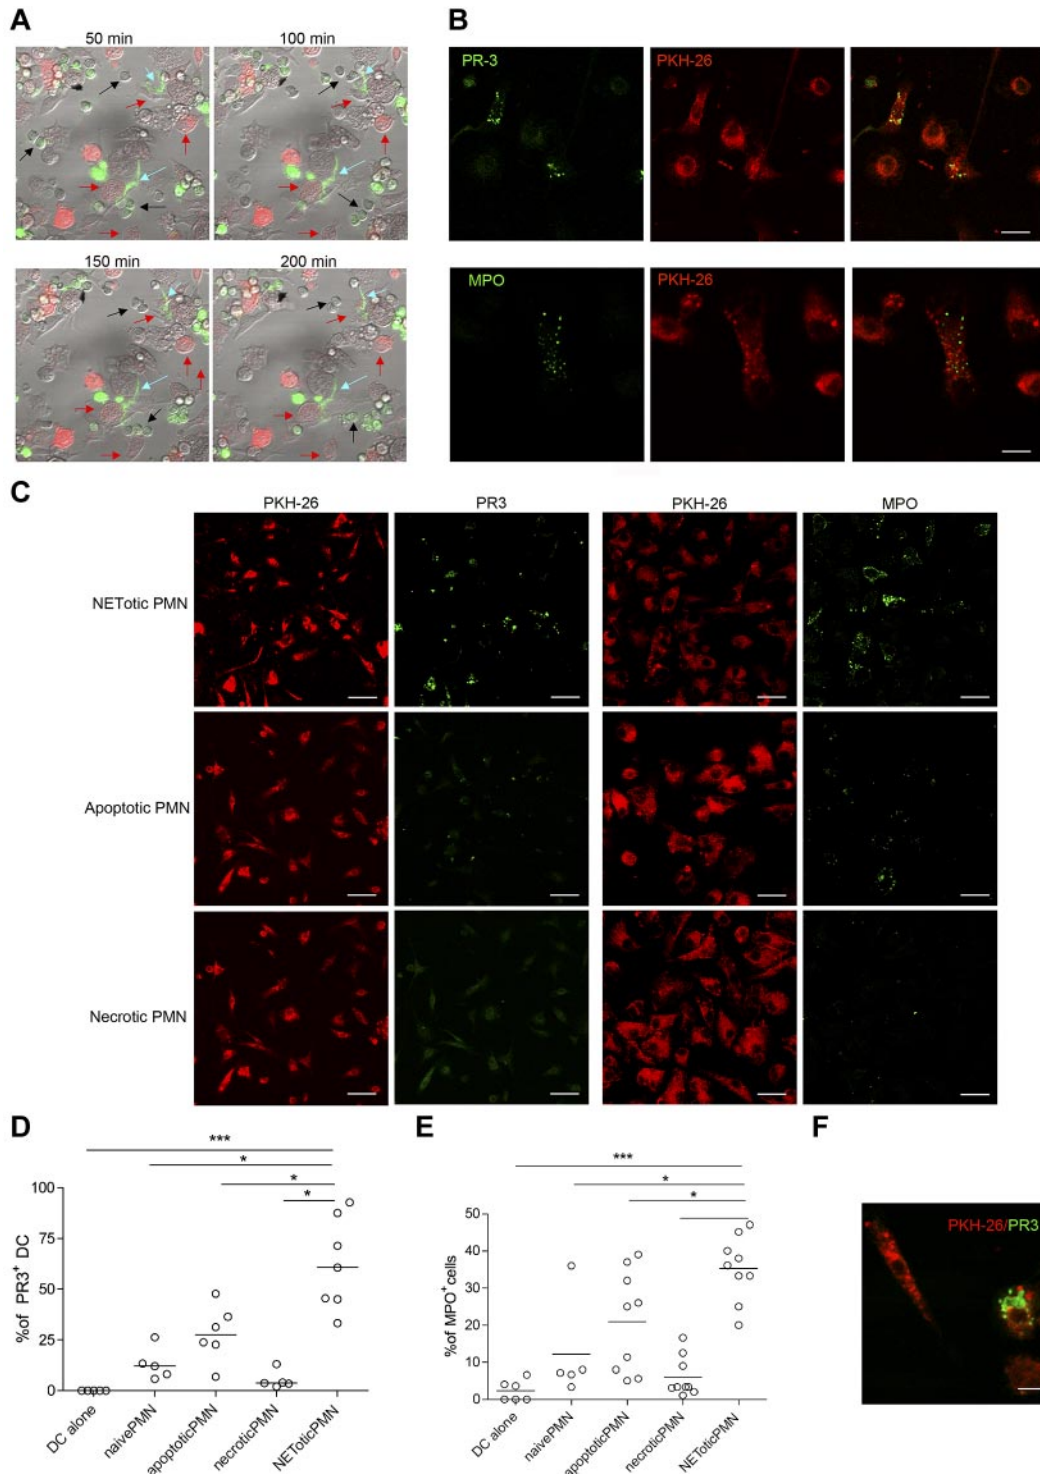 A
50 min
100 min
150 min
200 min
B
PR-3
PKH-26
MPO
PKH-26
C
PKH-26
PR3
PKH-26
MPO
NETotic PMN
Apoptotic PMN
Necrotic PMN
D
***
*
*
*
100
75
50
25
0
%of PR3+ DC
DC alone
naivePMN
apoptoticPMN
necroticPMN
NEToticPMN
E
***
*
*
50
40
30
20
10
0
%of MPO+cells
DC alone
naivePMN
apoptoticPMN
necroticPMN
NEToticPMN
F
PKH-26/PR3